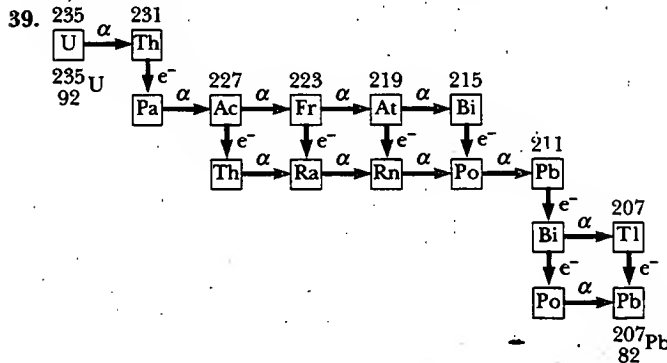 39. 235 231
U α Th
e⁻
235 U 227 223 219 215
92
Pa α Ac α Fr α At α Bi
e⁻ e⁻ e⁻ e⁻ 211
Th α Ra α Rn α Po α Pb
e⁻
207
Bi α Tl
e⁻ e⁻
Po α Pb
207 Pb
82